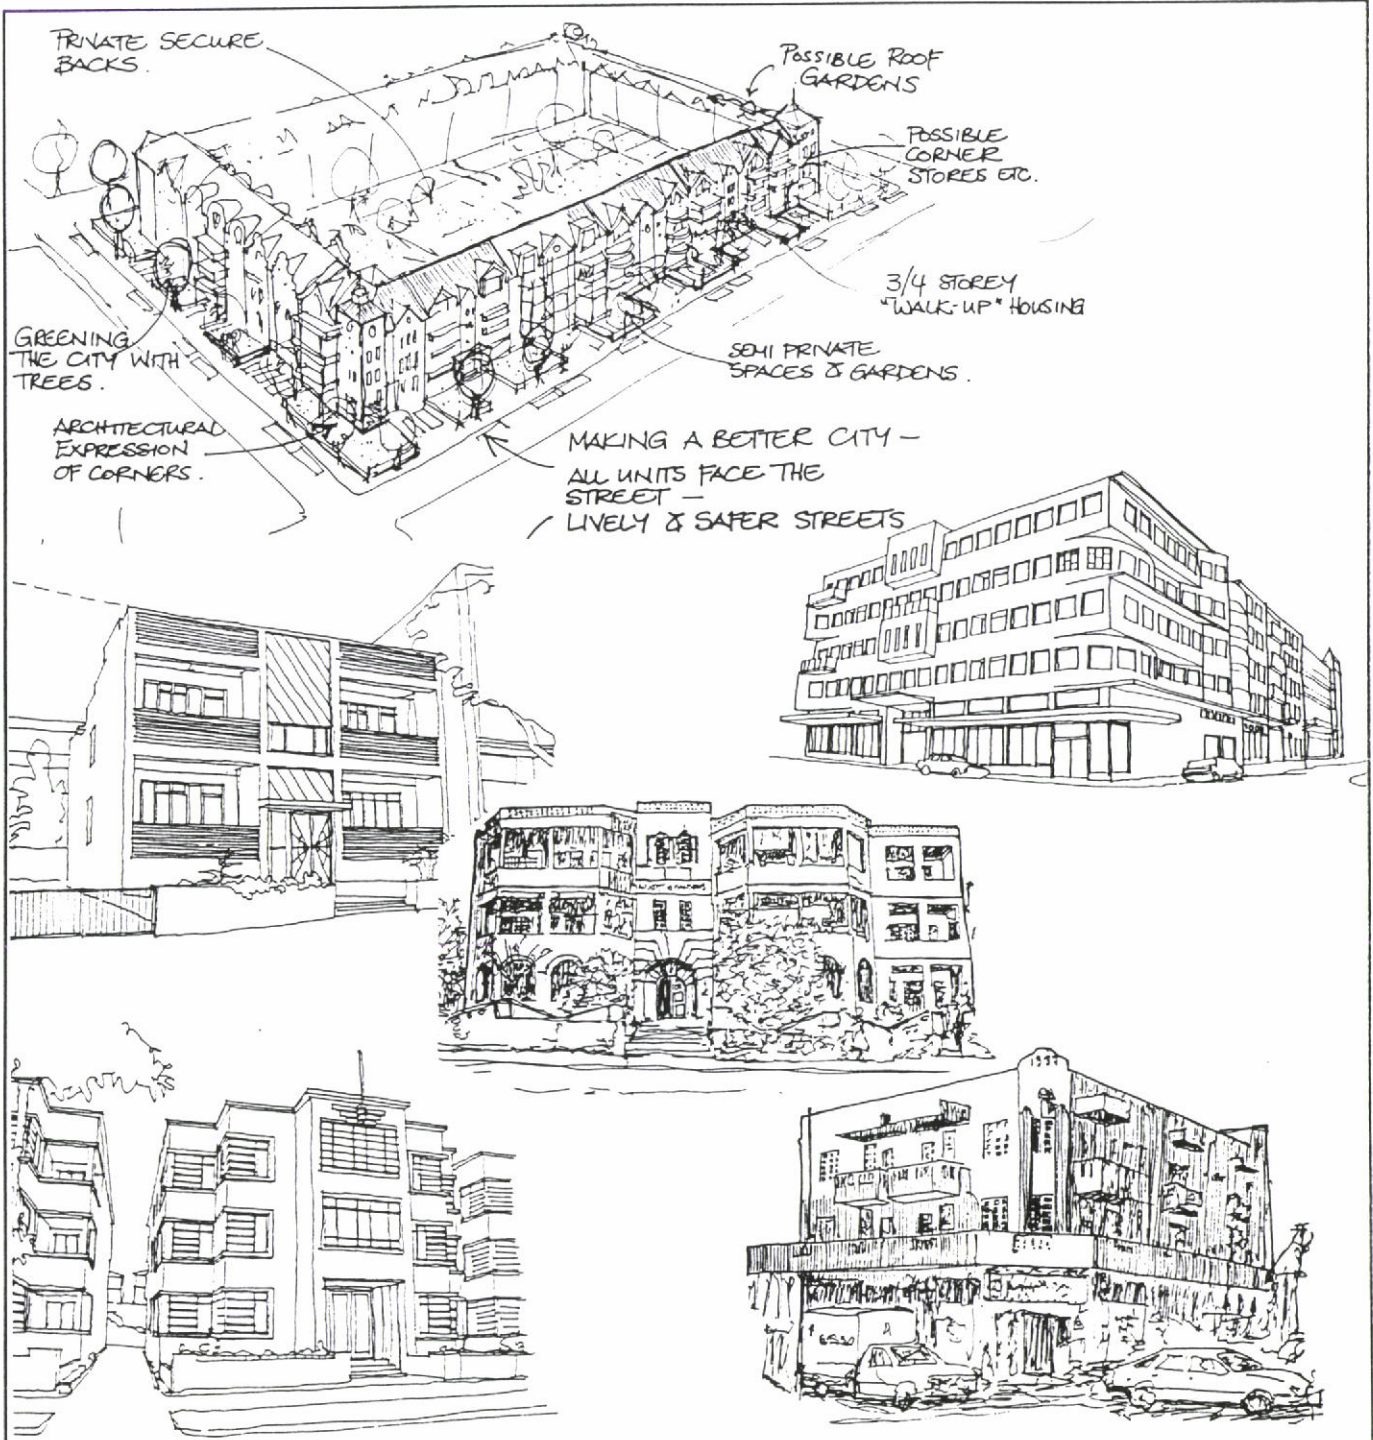 PRIVATE SECURE
BACKS.
POSSIBLE ROOF
GARDENS
POSSIBLE
CORNER
STORES ETC.
3/4 STOREY
"WALK-UP" HOUSING
SEMI PRIVATE
SPACES & GARDENS.
GREENING
THE CITY WITH
TREES.
ARCHITECTURAL
EXPRESSION
OF CORNERS.
MAKING A BETTER CITY —
ALL UNITS FACE THE
STREET —
LIVELY & SAFER STREETS